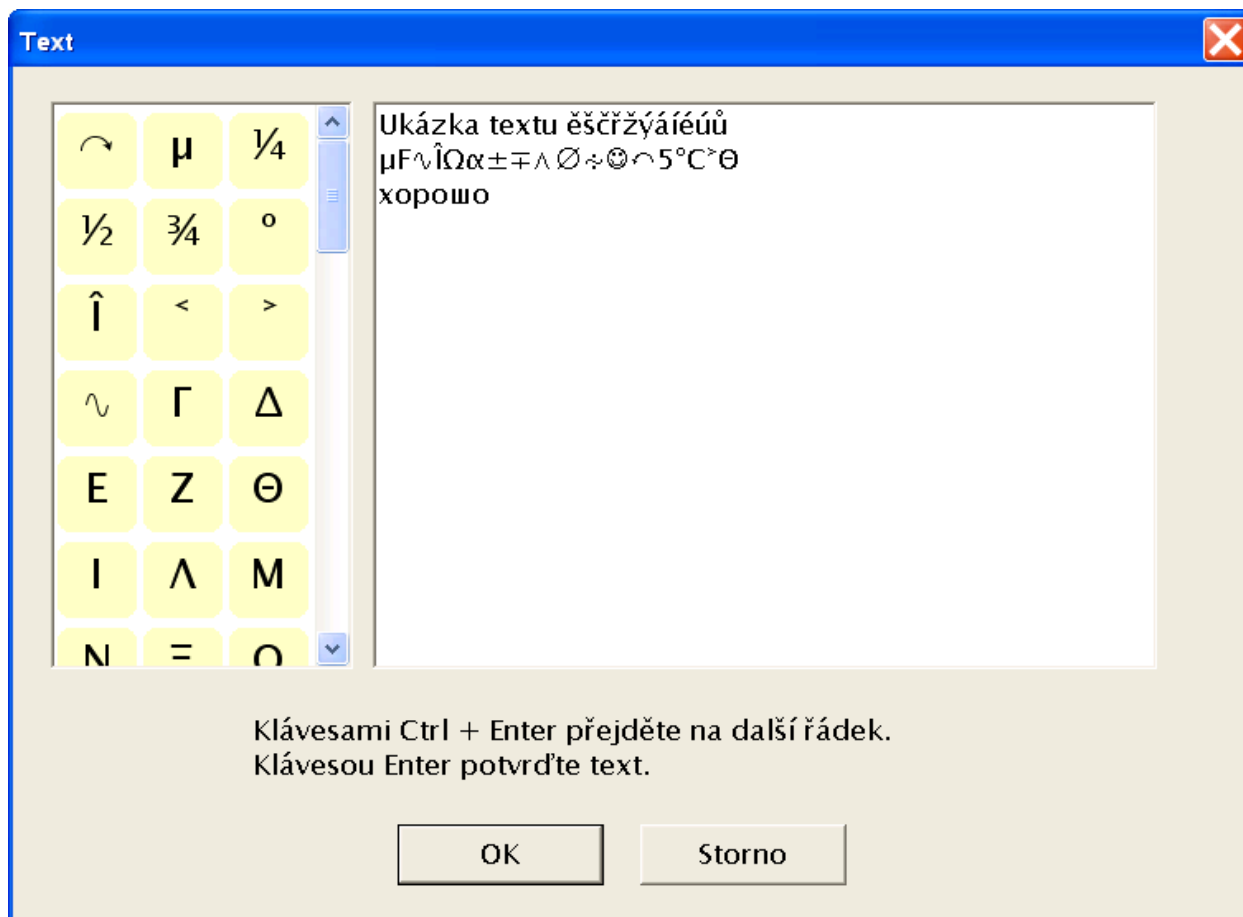 Text
↷ µ ¼
½ ¾ º
Î ˂ ˃
∿ Γ Δ
Ε Ζ Θ
Ι Λ Μ
Ν Ξ Ο
Ukázka textu ěščřžýáíéúů
µF∿ÎΩα±∓∧∅÷☺⌒5°C˃Θ
хорошо
Klávesami Ctrl + Enter přejděte na další řádek.
Klávesou Enter potvrďte text.
OK
Storno